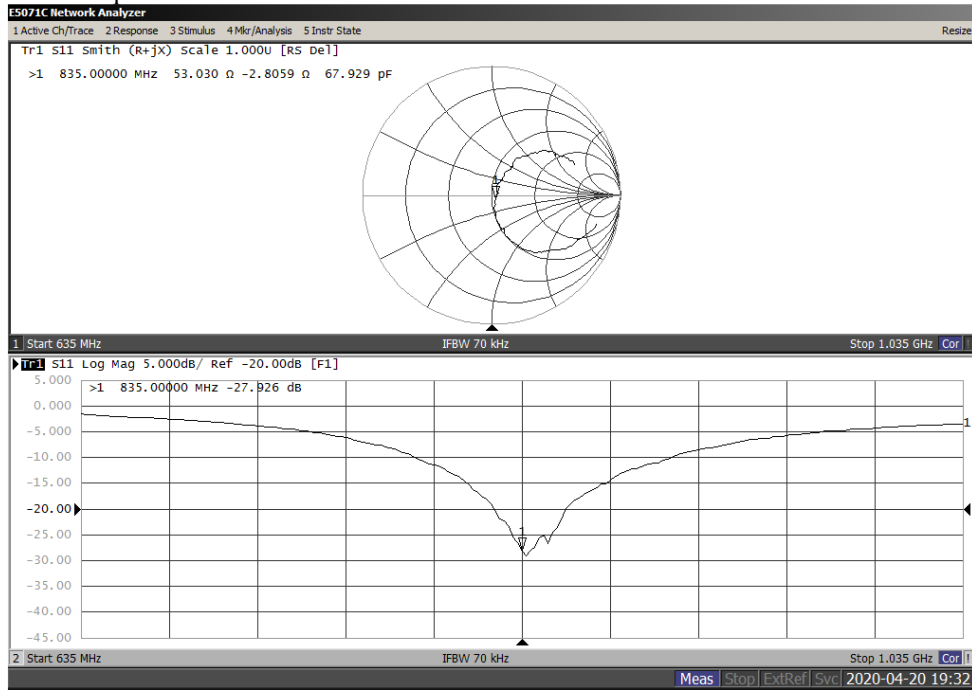 E5071C Network Analyzer
1 Active Ch/Trace 2 Response 3 Stimulus 4 Mkr/Analysis 5 Instr State Resize
Tr1 S11 Smith (R+jX) Scale 1.000U [RS Del]
>1 835.00000 MHz 53.030 Ω -2.8059 Ω 67.929 pF
1
1 Start 635 MHz IFBW 70 kHz Stop 1.035 GHz Cor !
Tr1 S11 Log Mag 5.000dB/ Ref -20.00dB [F1]
5.000
>1 835.00000 MHz -27.926 dB
0.000
1
-5.000
-10.00
-15.00
-20.00
-25.00
1
-30.00
-35.00
-40.00
-45.00
2 Start 635 MHz IFBW 70 kHz Stop 1.035 GHz Cor !
Meas Stop ExtRef Svc 2020-04-20 19:32